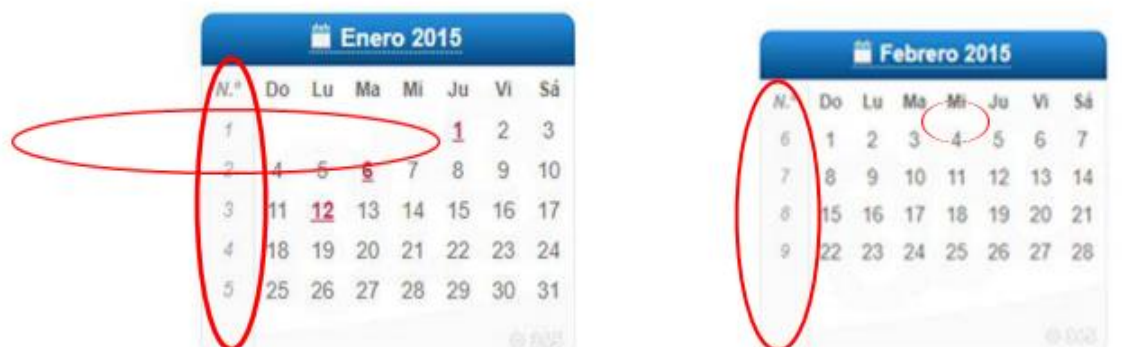 Enero 2015
N.º Do Lu Ma Mi Ju Vi Sá
1 1 2 3
2 4 5 6 7 8 9 10
3 11 12 13 14 15 16 17
4 18 19 20 21 22 23 24
5 25 26 27 28 29 30 31
Febrero 2015
N.º Do Lu Ma Mi Ju Vi Sá
6 1 2 3 4 5 6 7
7 8 9 10 11 12 13 14
8 15 16 17 18 19 20 21
9 22 23 24 25 26 27 28